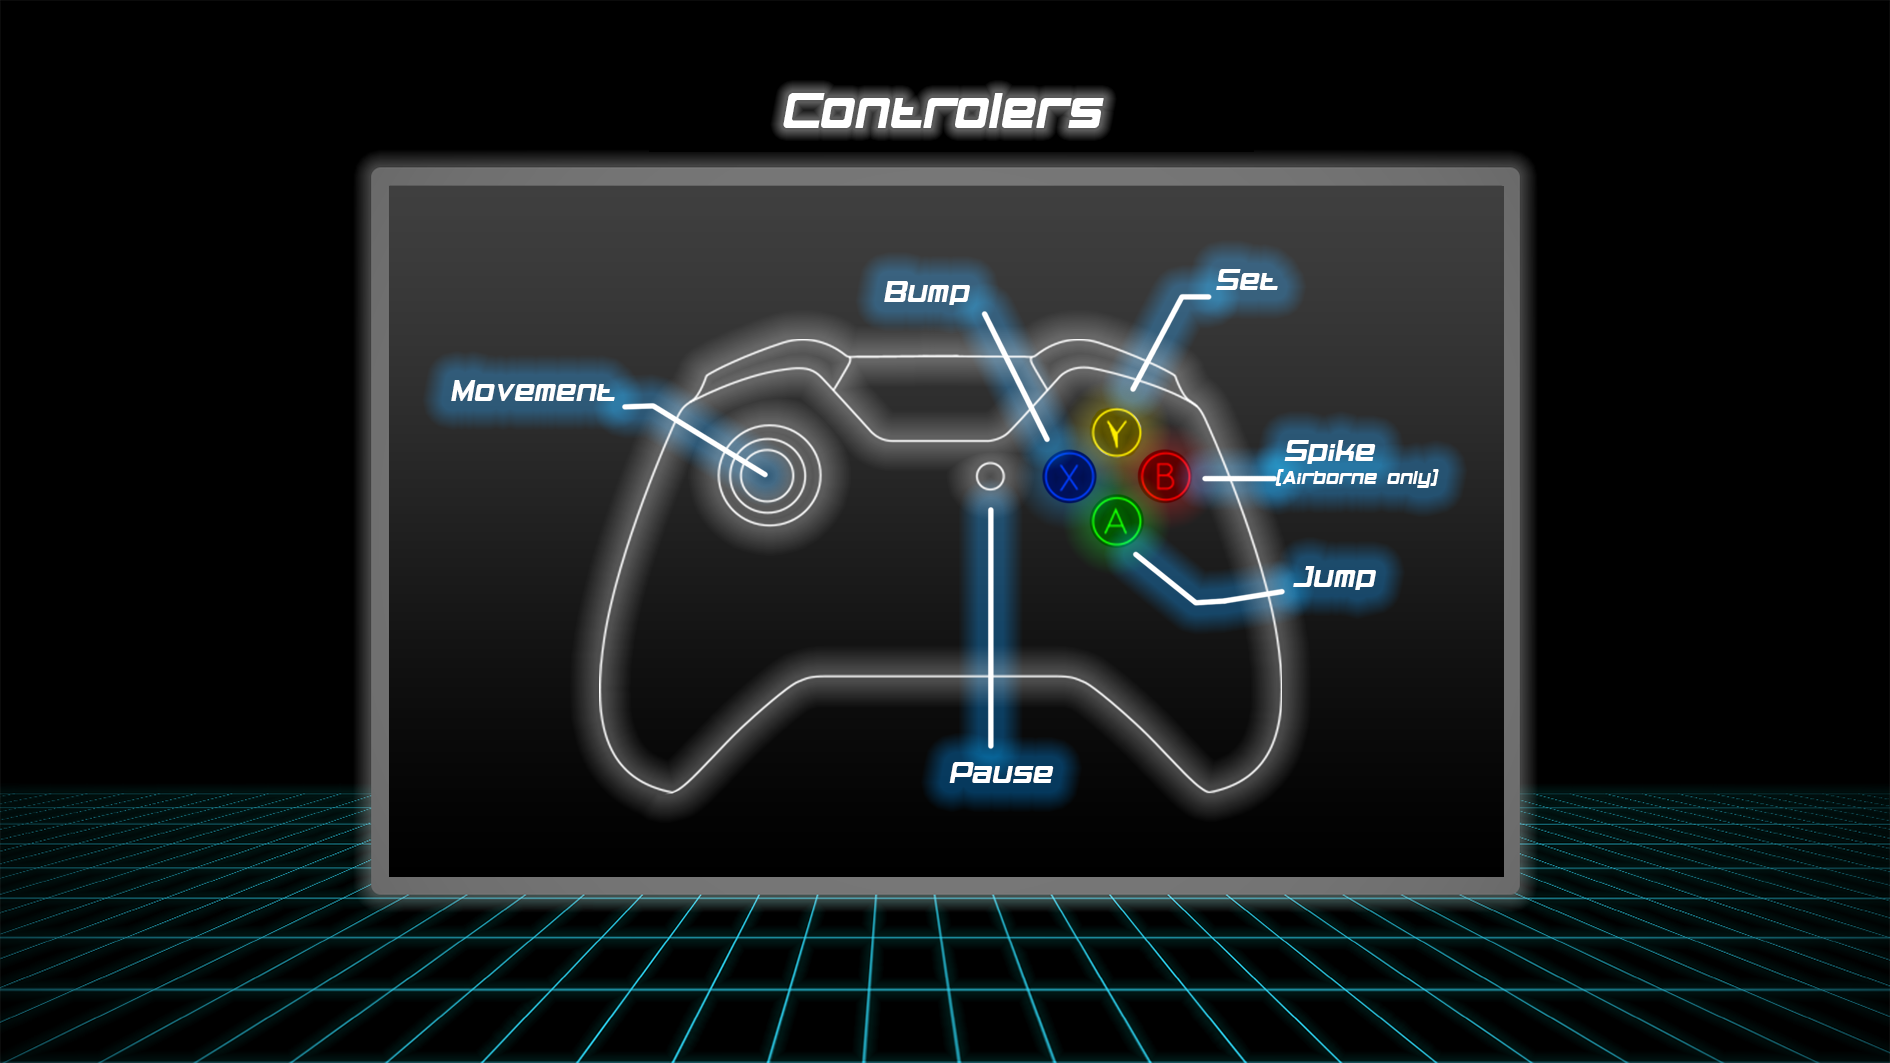 Controlers
Bump
Set
Movement
Y
Spike
X
B
(Airborne only)
A
Jump
Pause